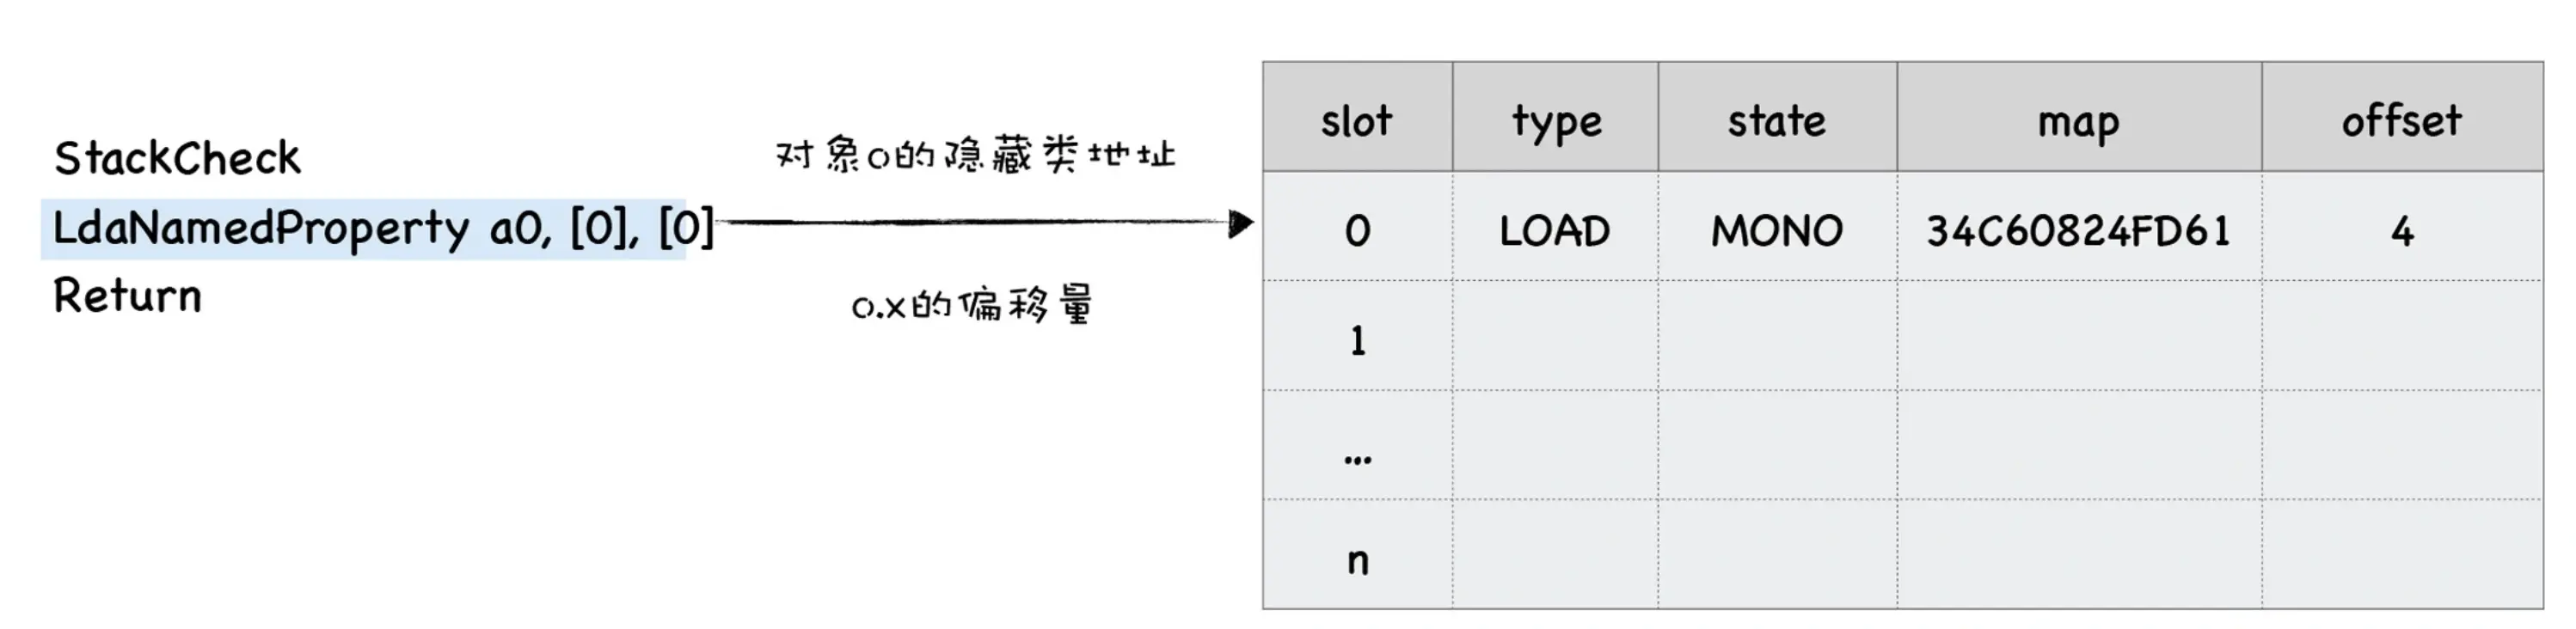 StackCheck
LdaNamedProperty a0, [0], [0]
Return
对象o的隐藏类地址
o.x的偏移量
slot type state map offset
0 LOAD MONO 34C60824FD61 4
1
...
n